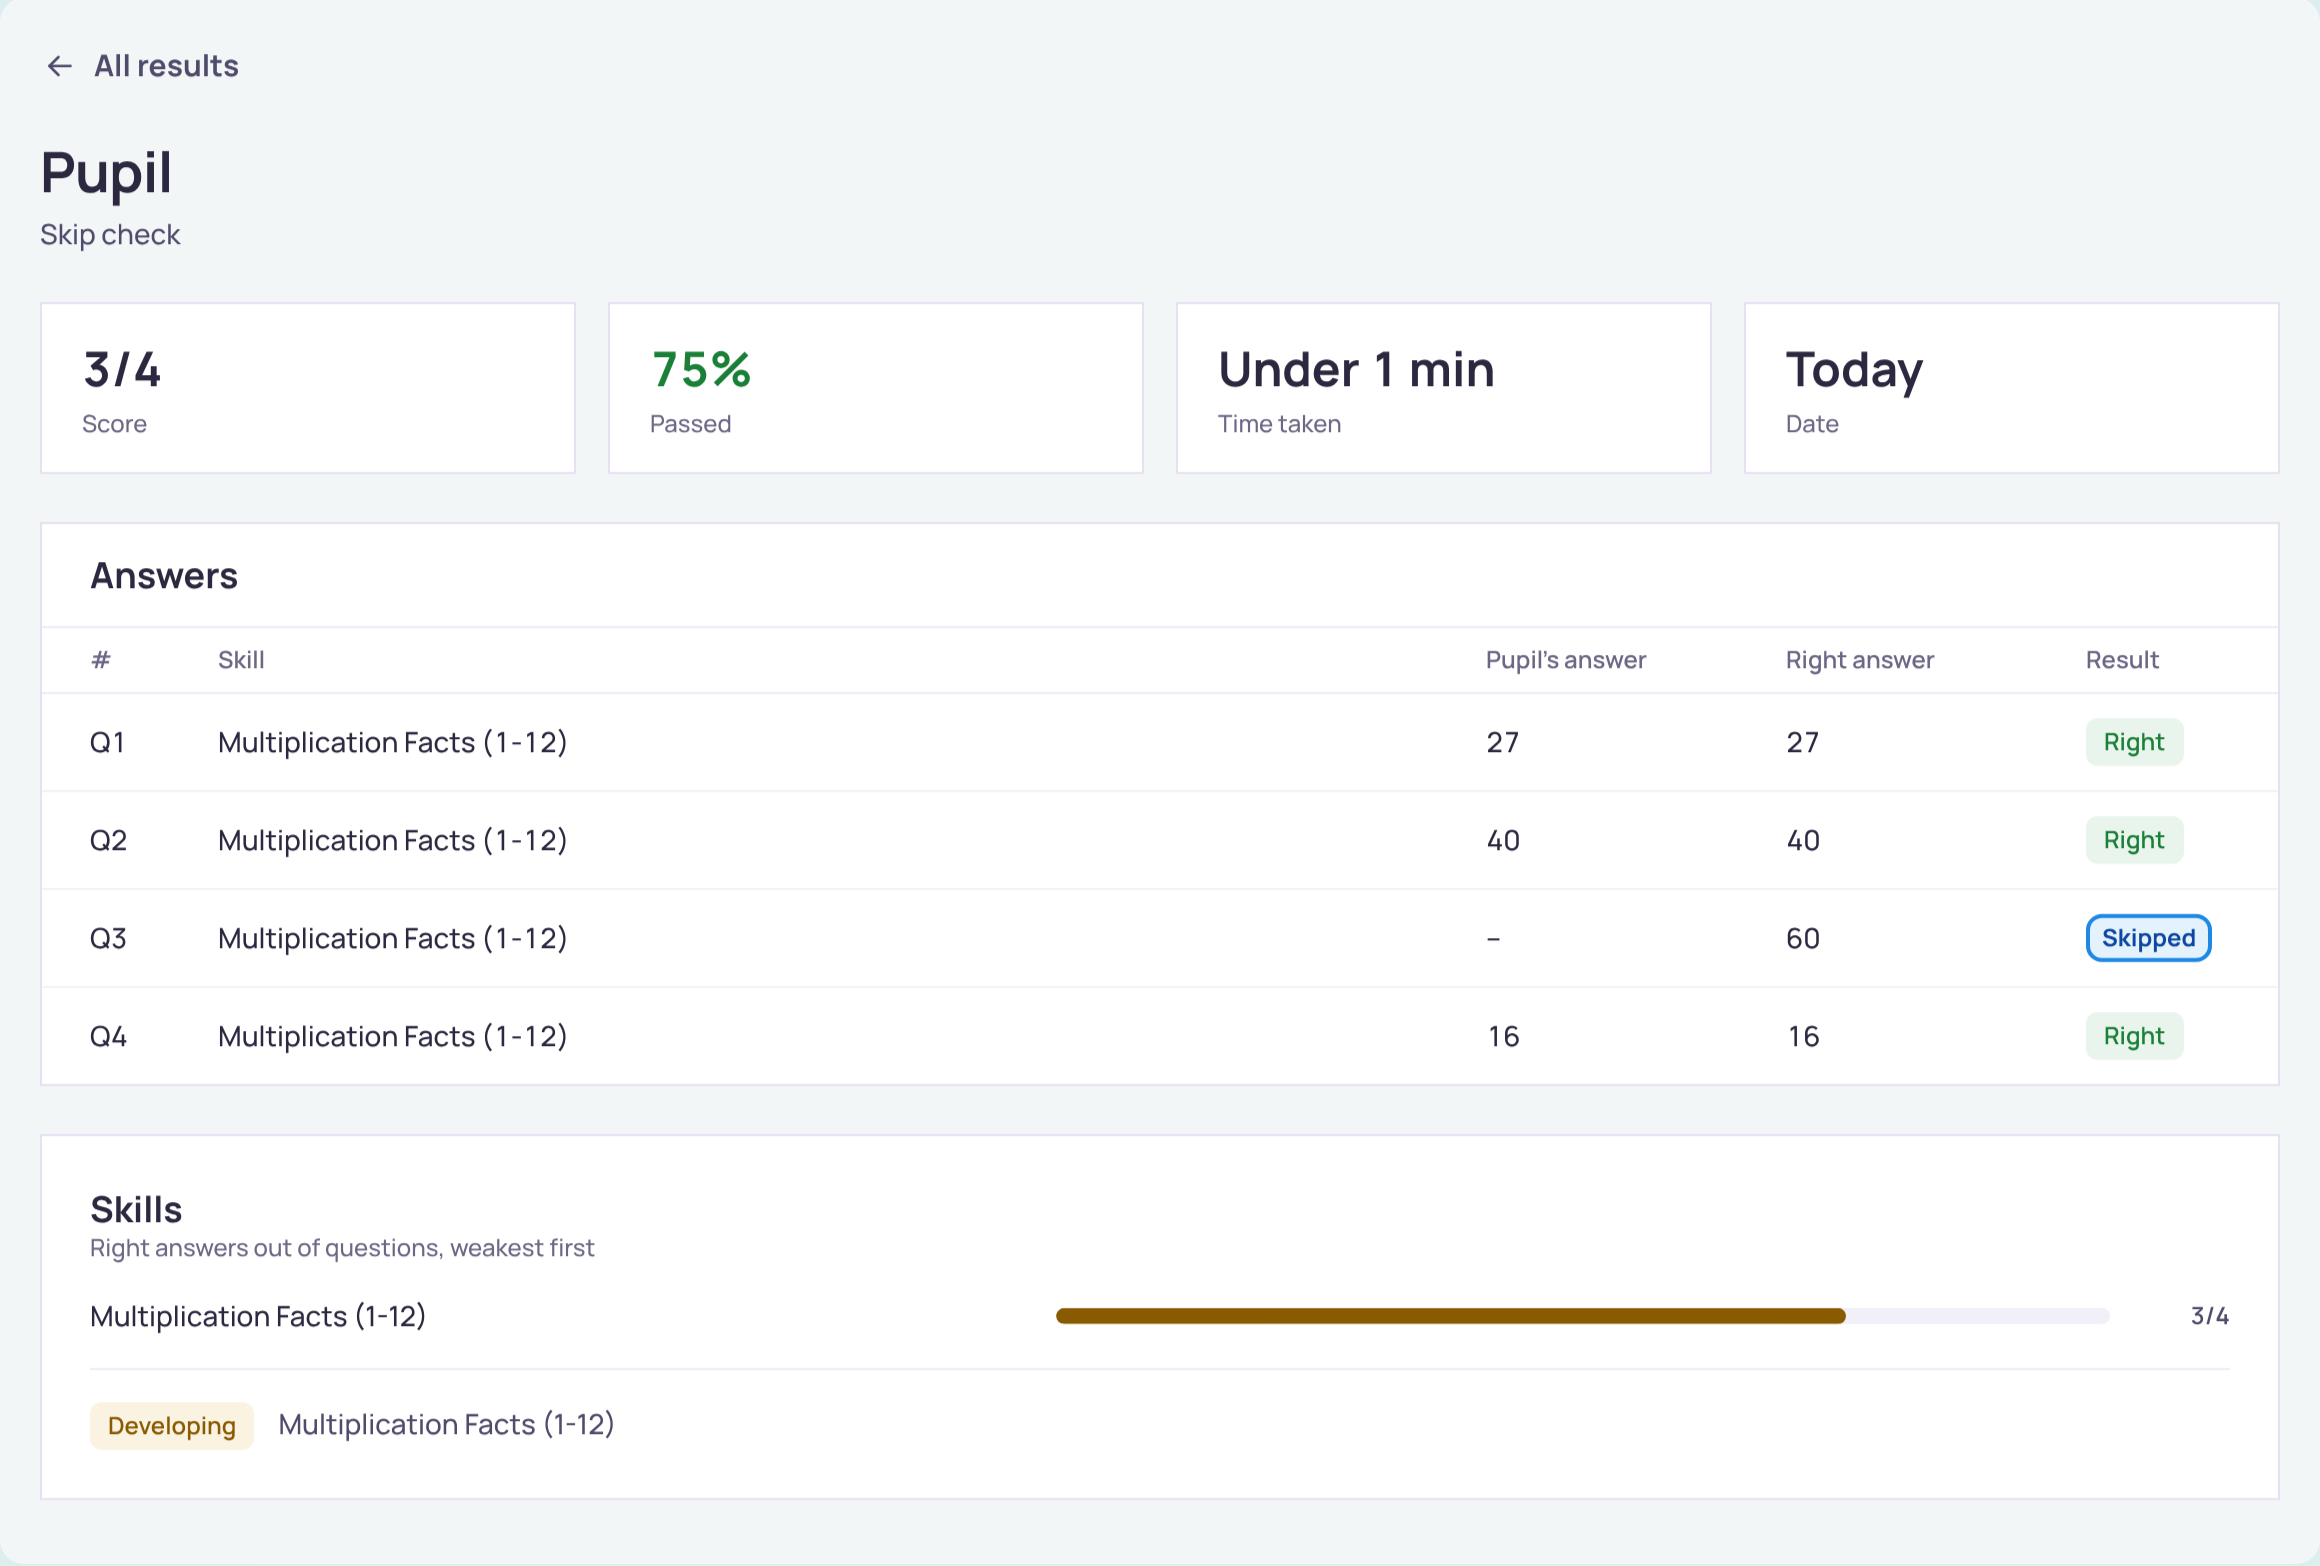 ← All results
Pupil
Skip check
3/4
Score
75%
Passed
Under 1 min
Time taken
Today
Date
Answers
# Skill Pupil's answer Right answer Result
Q1 Multiplication Facts (1-12) 27 27 Right
Q2 Multiplication Facts (1-12) 40 40 Right
Q3 Multiplication Facts (1-12) – 60 Skipped
Q4 Multiplication Facts (1-12) 16 16 Right
Skills
Right answers out of questions, weakest first
Multiplication Facts (1-12) 3/4
Developing Multiplication Facts (1-12)